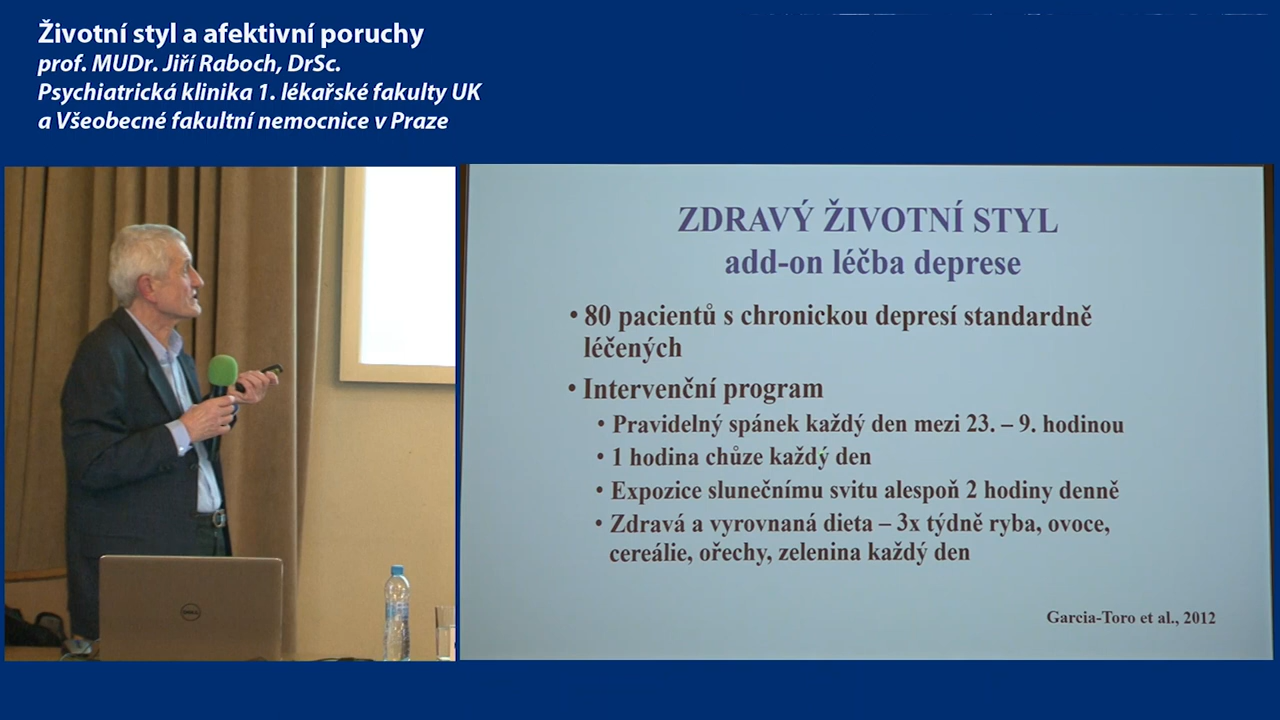 Životní styl a afektivní poruchy
prof. MUDr. Jiří Raboch, DrSc.
Psychiatrická klinika 1. lékařské fakulty UK
a Všeobecné fakultní nemocnice v Praze
ZDRAVÝ ŽIVOTNÍ STYL
add-on léčba deprese
• 80 pacientů s chronickou depresí standardně
léčených
• Intervenční program
• Pravidelný spánek každý den mezi 23. – 9. hodinou
• 1 hodina chůze každý den
• Expozice slunečnímu svitu alespoň 2 hodiny denně
• Zdravá a vyrovnaná dieta – 3x týdně ryba, ovoce,
cereálie, ořechy, zelenina každý den
Garcia-Toro et al., 2012
DELL